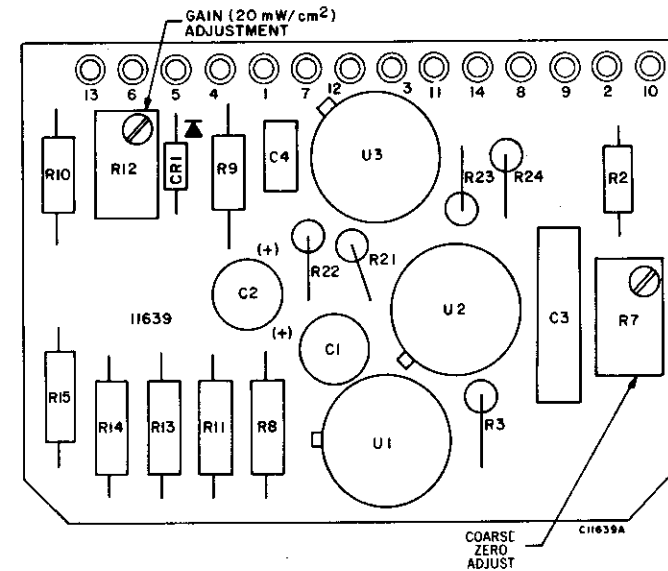 GAIN (20 mW/cm²)
ADJUSTMENT
13 6 5 4 1 7 12 3 11 14 8 9 2 10
R10
R12
CR1
R9
C4
U3
R23
R24
R2
(+)
R22
R21
C2
U2
C3
R7
11639
(+)
C1
R15
R14
R13
R11
R8
U1
R3
COARSE
ZERO
ADJUST
C11639A